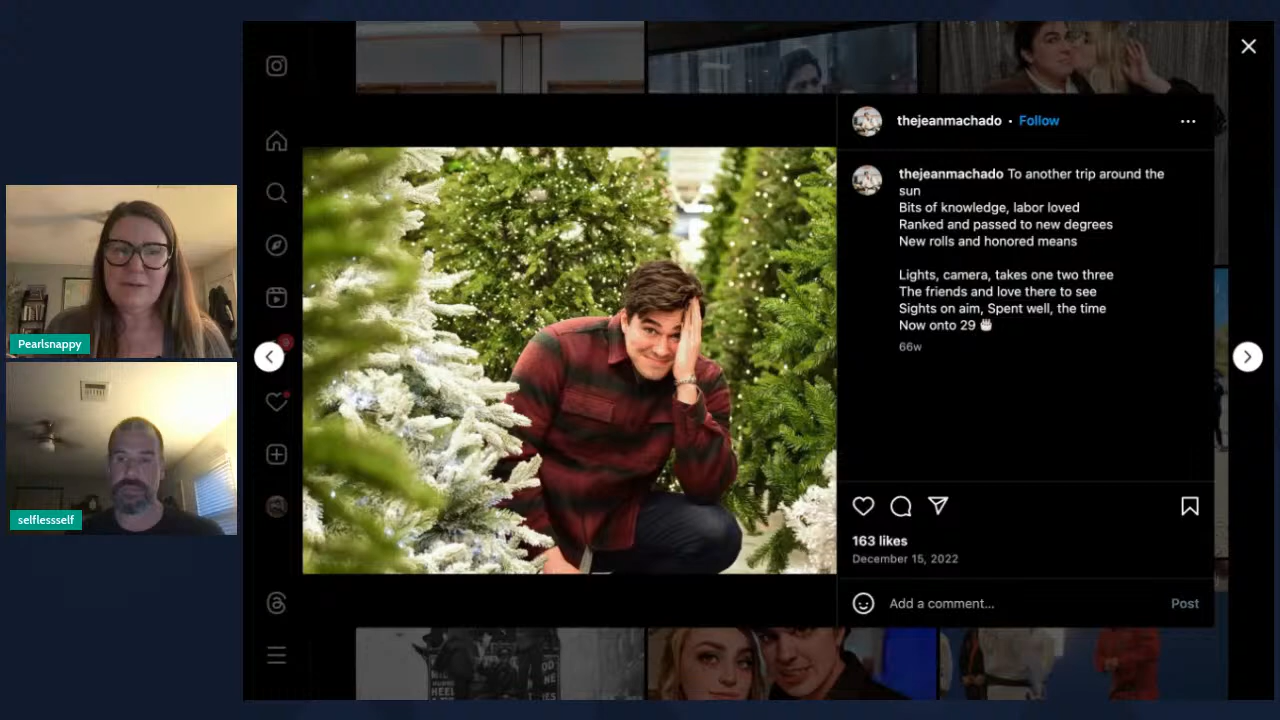 thejeanmachado • Follow
thejeanmachado To another trip around the
sun
Bits of knowledge, labor loved
Ranked and passed to new degrees
New rolls and honored means
Lights, camera, takes one two three
The friends and love there to see
Sights on aim, Spent well, the time
Now onto 29
66w
163 likes
December 15, 2022
Add a comment... Post
Pearlsnappy
selflessself